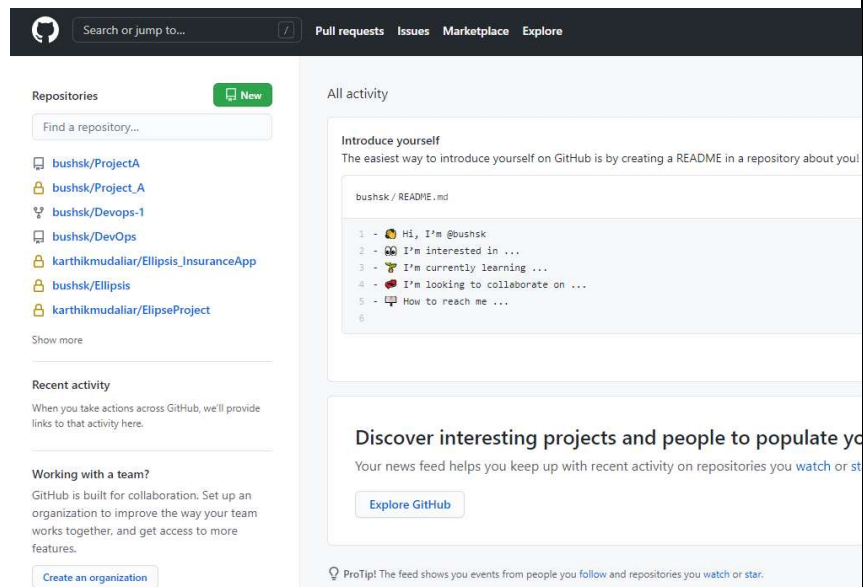 Search or jump to... /
Pull requests Issues Marketplace Explore
Repositories
New
Find a repository...
bushsk/ProjectA
bushsk/Project_A
bushsk/Devops-1
bushsk/DevOps
karthikmudaliar/Ellipsis_InsuranceApp
bushsk/Ellipsis
karthikmudaliar/ElipseProject
Show more
Recent activity
When you take actions across GitHub, we'll provide
links to that activity here.
Working with a team?
GitHub is built for collaboration. Set up an
organization to improve the way your team
works together, and get access to more
features.
Create an organization
All activity
Introduce yourself
The easiest way to introduce yourself on GitHub is by creating a README in a repository about you!
bushsk / README.md
1 - 👋 Hi, I'm @bushsk
2 - 👀 I'm interested in ...
3 - 🌱 I'm currently learning ...
4 - 💞️ I'm looking to collaborate on ...
5 - 📫 How to reach me ...
6
Discover interesting projects and people to populate yo
Your news feed helps you keep up with recent activity on repositories you watch or st
Explore GitHub
ProTip! The feed shows you events from people you follow and repositories you watch or star.